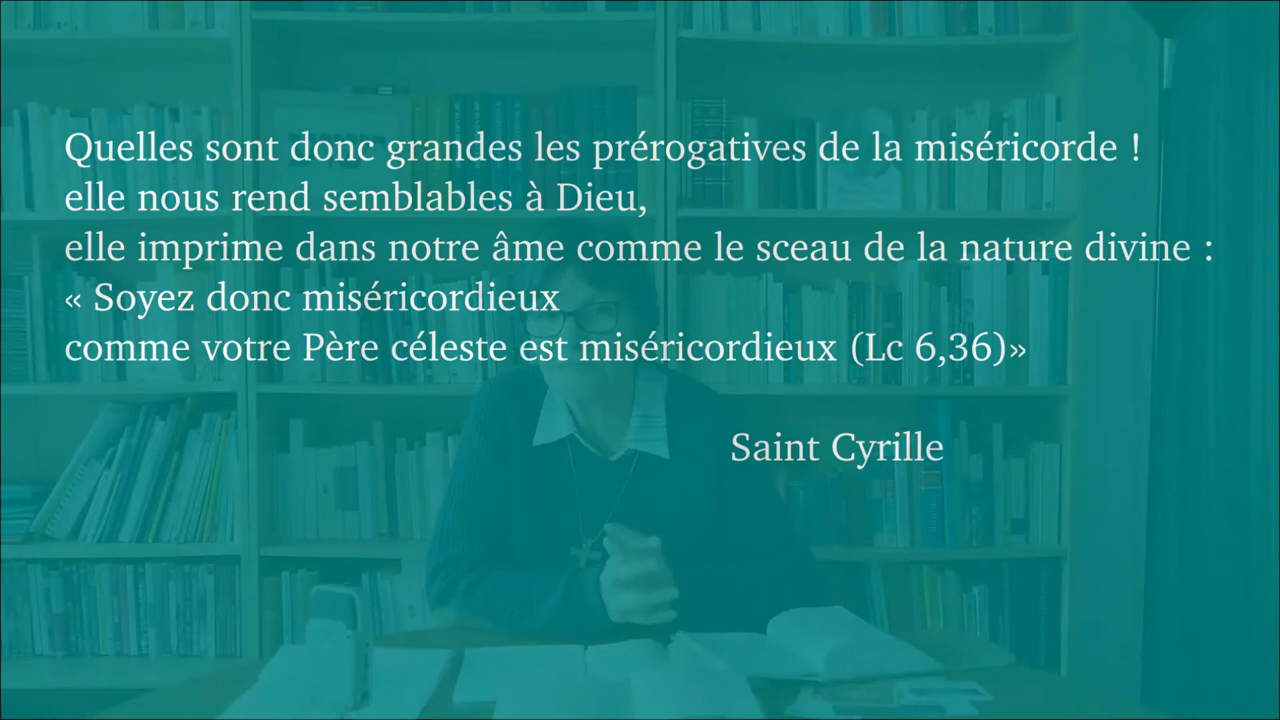 Quelles sont donc grandes les prérogatives de la miséricorde !
elle nous rend semblables à Dieu,
elle imprime dans notre âme comme le sceau de la nature divine :
« Soyez donc miséricordieux
comme votre Père céleste est miséricordieux (Lc 6,36)»
Saint Cyrille